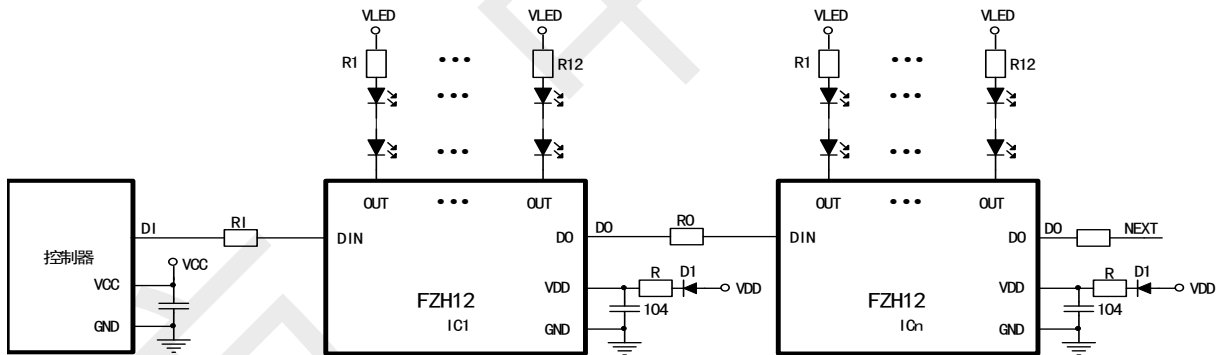 VLED VLED VLED VLED
R1 ••• R12 R1 ••• R12
OUT ••• OUT OUT ••• OUT
DI RI DIN DO DO RO DIN DO DO NEXT
控制器 VCC
VCC VDD R D1 VDD VDD R D1 VDD
FZH12 104 FZH12 104
GND IC1 GND ICn GND